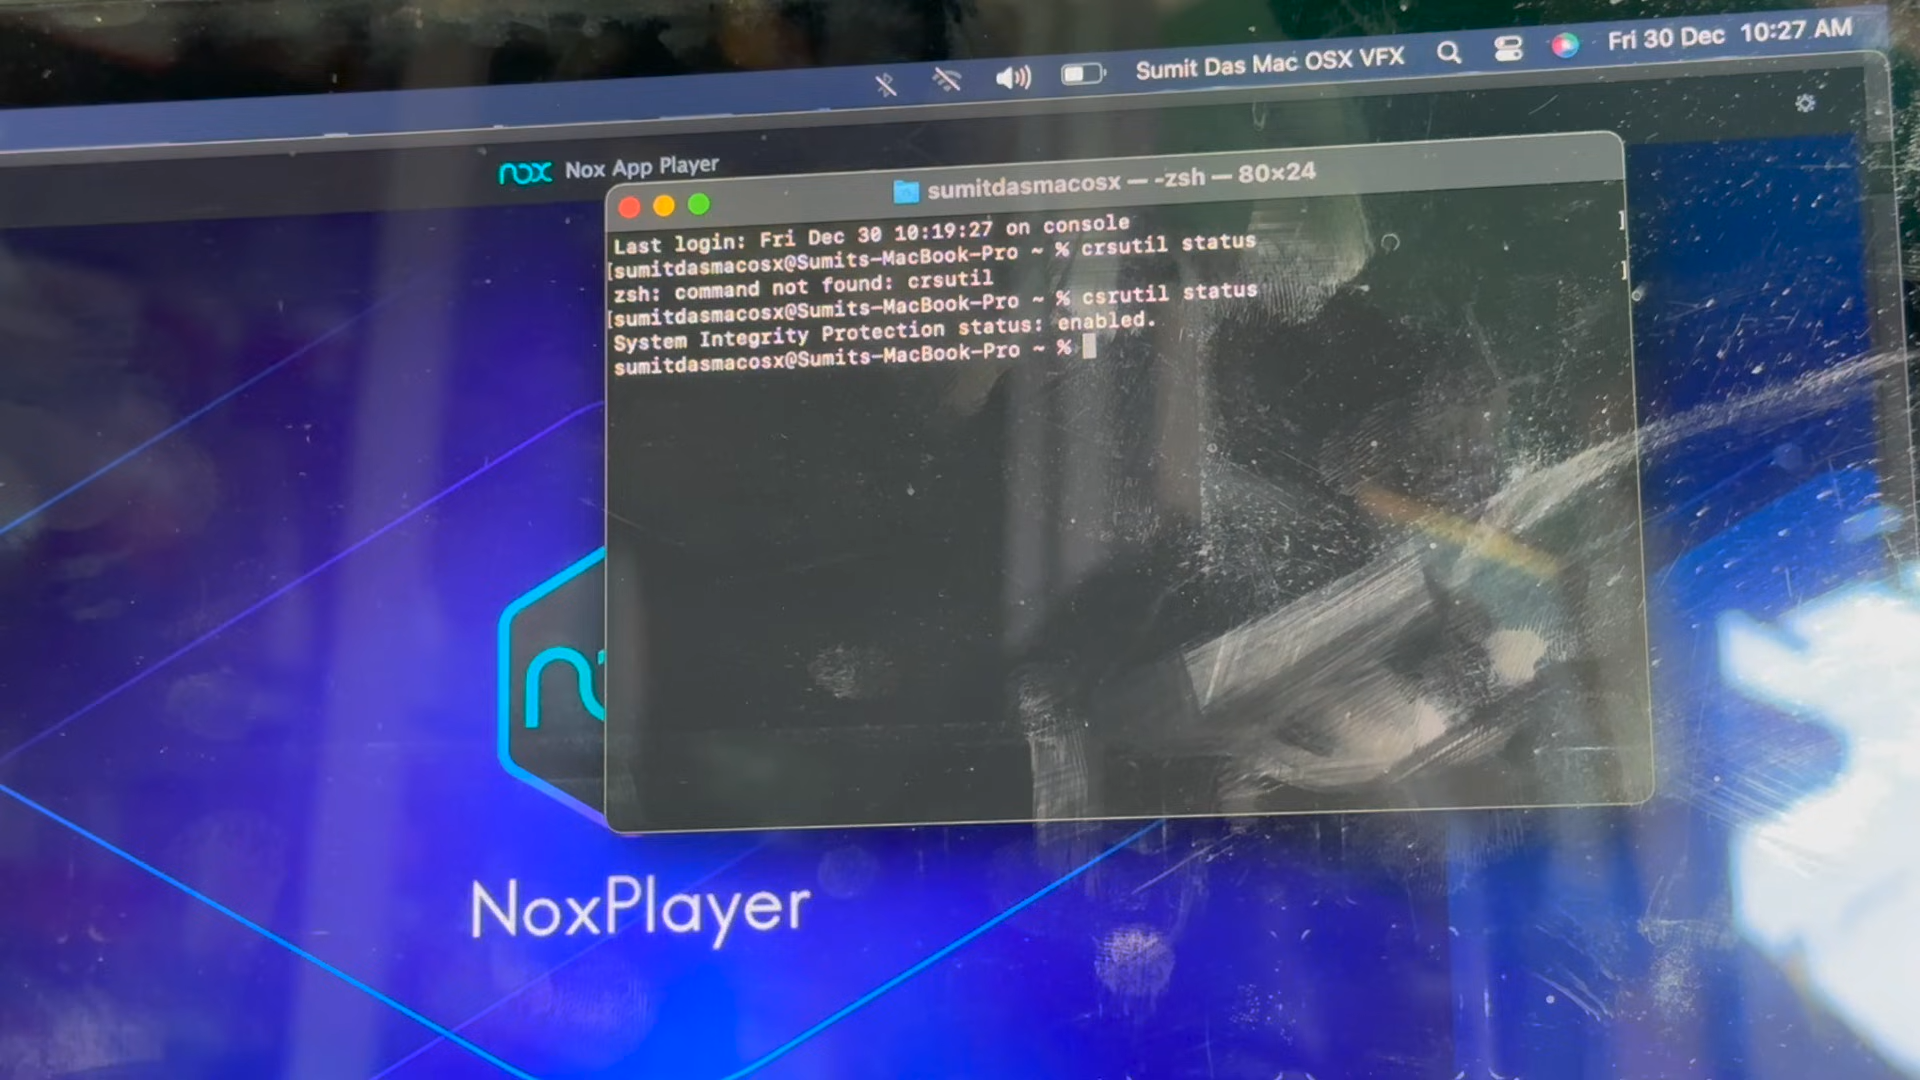 Sumit Das Mac OSX VFX Fri 30 Dec 10:27 AM
nox Nox App Player
sumitdasmacosx — -zsh — 80×24
Last login: Fri Dec 30 10:19:27 on console
[sumitdasmacosx@Sumits-MacBook-Pro ~ % crsutil status ]
zsh: command not found: crsutil
[sumitdasmacosx@Sumits-MacBook-Pro ~ % csrutil status ]
System Integrity Protection status: enabled.
sumitdasmacosx@Sumits-MacBook-Pro ~ %
NoxPlayer